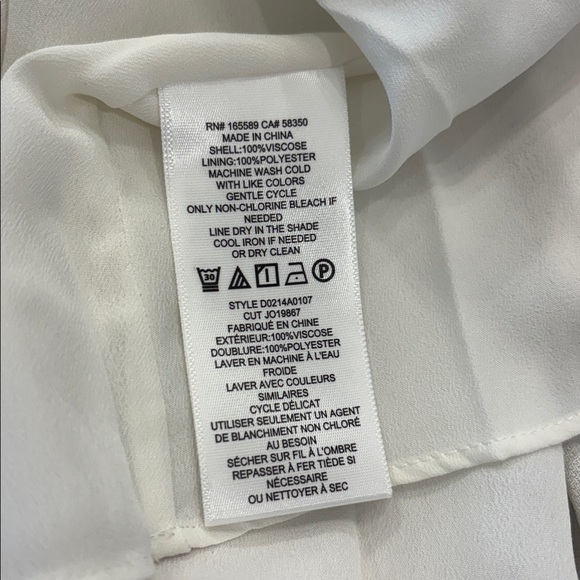 RN# 165589 CA# 58350
MADE IN CHINA
SHELL:100%VISCOSE
LINING:100%POLYESTER
MACHINE WASH COLD
WITH LIKE COLORS
GENTLE CYCLE
ONLY NON-CHLORINE BLEACH IF
NEEDED
LINE DRY IN THE SHADE
COOL IRON IF NEEDED
OR DRY CLEAN
30 P
STYLE D0214A0107
CUT JO19867
FABRIQUÉ EN CHINE
EXTÉRIEUR:100%VISCOSE
DOUBLURE:100%POLYESTER
LAVER EN MACHINE À L'EAU
FROIDE
LAVER AVEC COULEURS
SIMILAIRES
CYCLE DÉLICAT
UTILISER SEULEMENT UN AGENT
DE BLANCHIMENT NON CHLORÉ
AU BESOIN
SÉCHER SUR FIL À L'OMBRE
REPASSER À FER TIÈDE SI
NÉCESSAIRE
OU NETTOYER À SEC